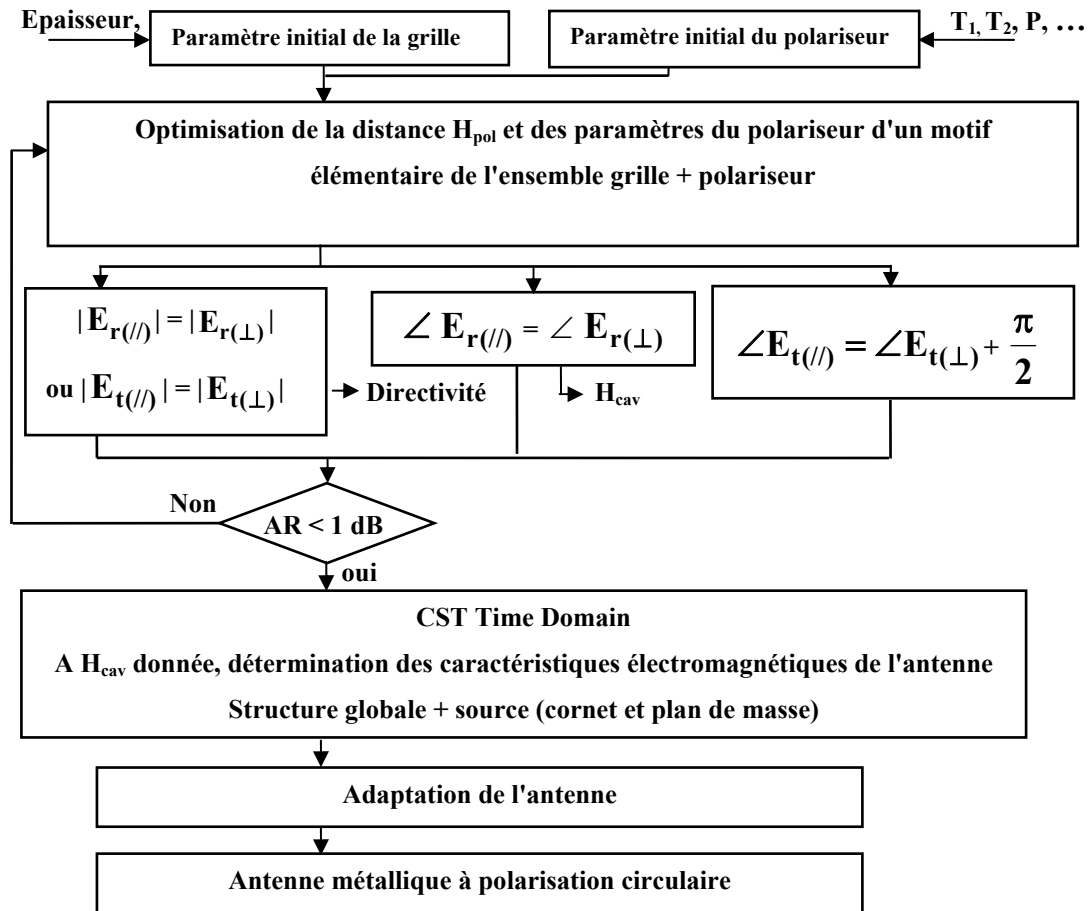 Epaisseur,
Paramètre initial de la grille
Paramètre initial du polariseur
T1, T2, P, …
Optimisation de la distance Hpol et des paramètres du polariseur d'un motif
élémentaire de l'ensemble grille + polariseur
|Er(//)| = |Er(⊥)|
ou |Et(//)| = |Et(⊥)|
Directivité
∠ Er(//) = ∠ Er(⊥)
Hcav
∠Et(//) = ∠Et(⊥) + π/2
Non
AR < 1 dB
oui
CST Time Domain
A Hcav donnée, détermination des caractéristiques électromagnétiques de l'antenne
Structure globale + source (cornet et plan de masse)
Adaptation de l'antenne
Antenne métallique à polarisation circulaire